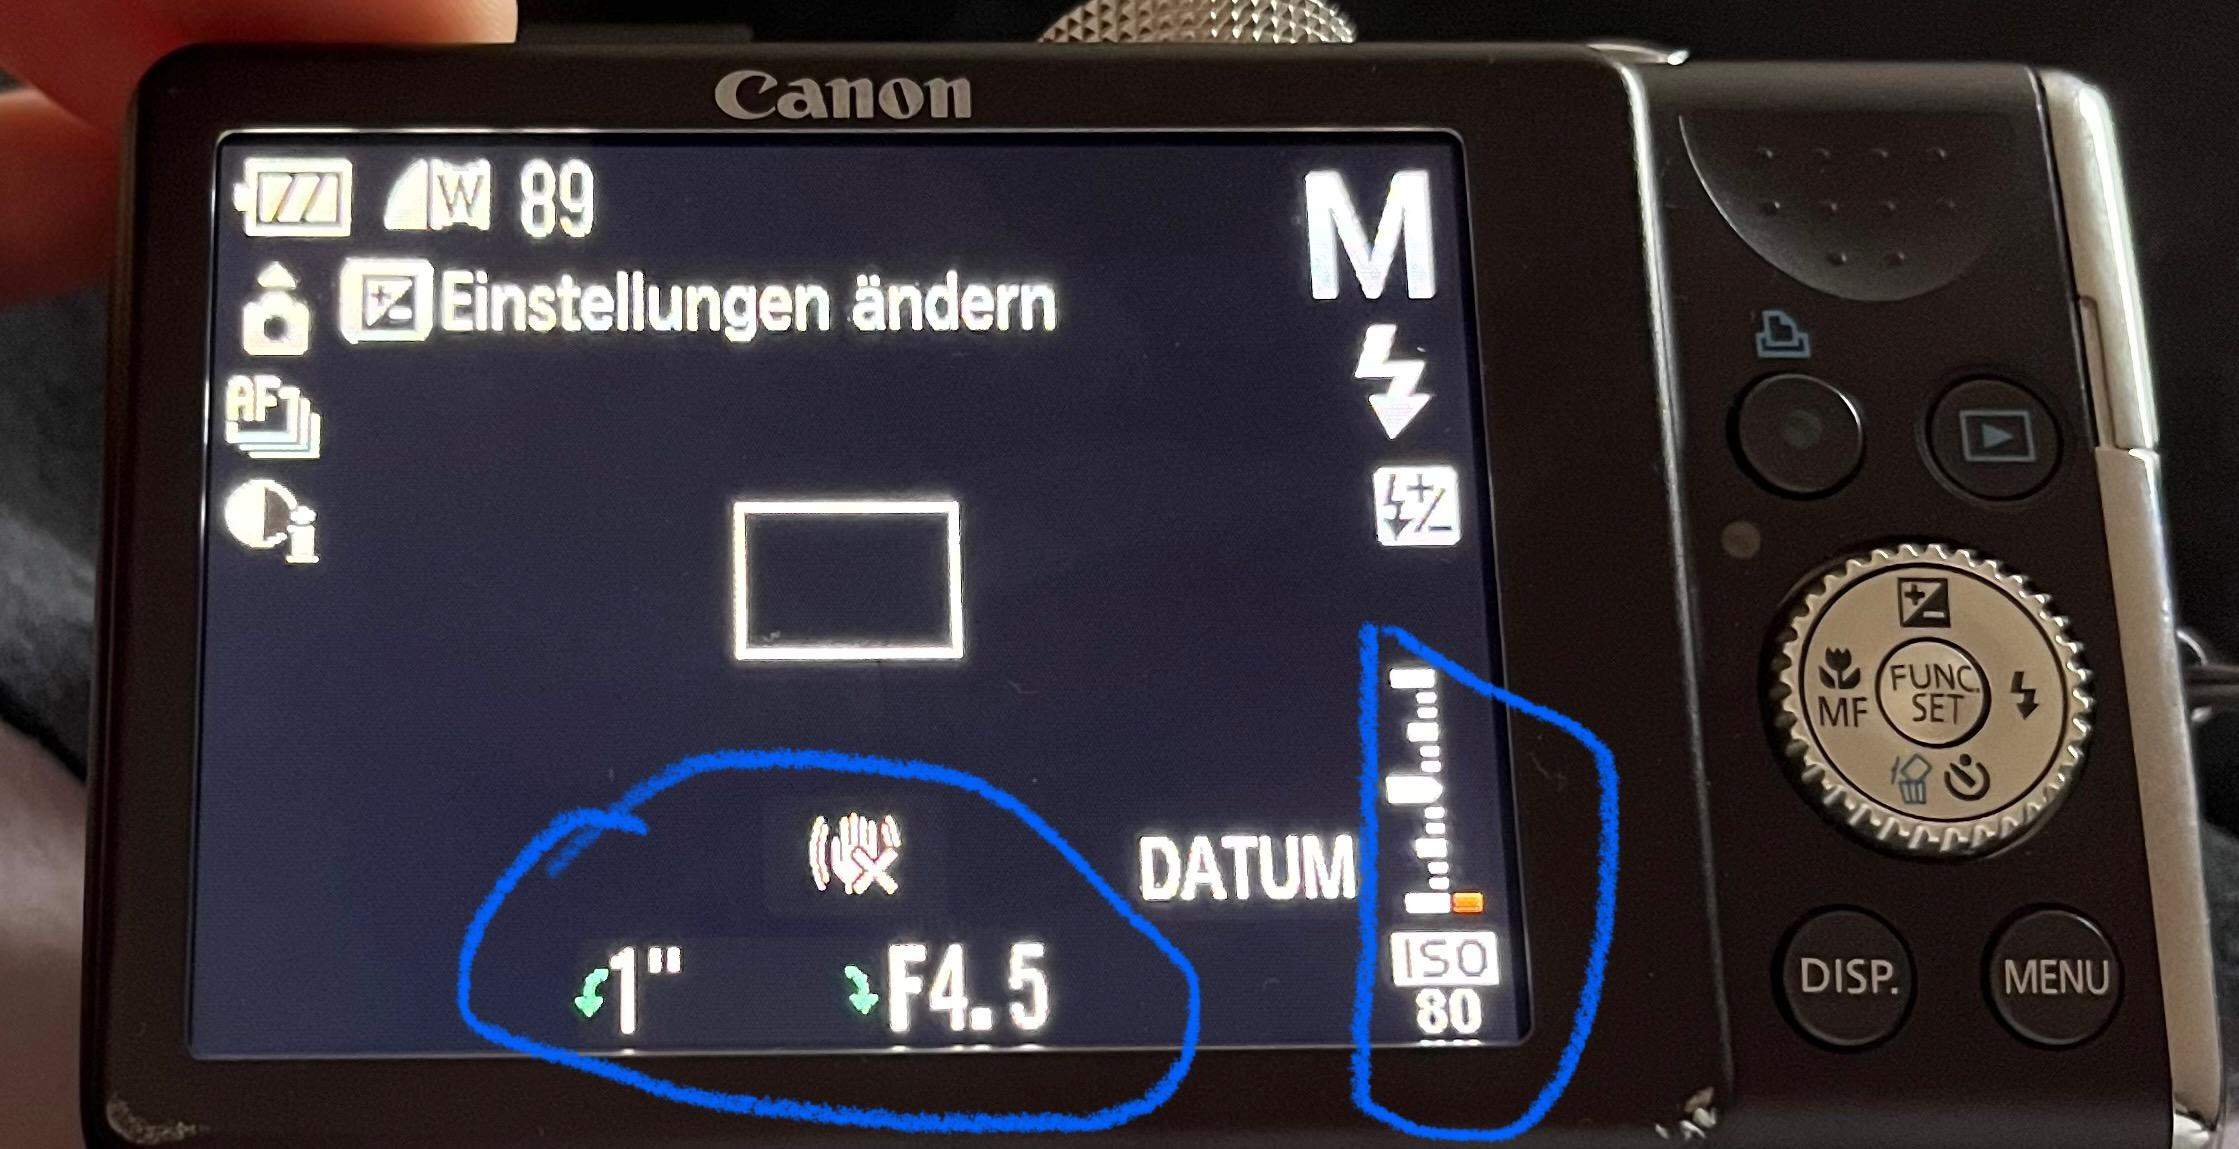 Canon
W 89
M
Einstellungen ändern
AF
i
DATUM
1" F4.5
ISO
80
MF
FUNC.
SET
DISP.
MENU